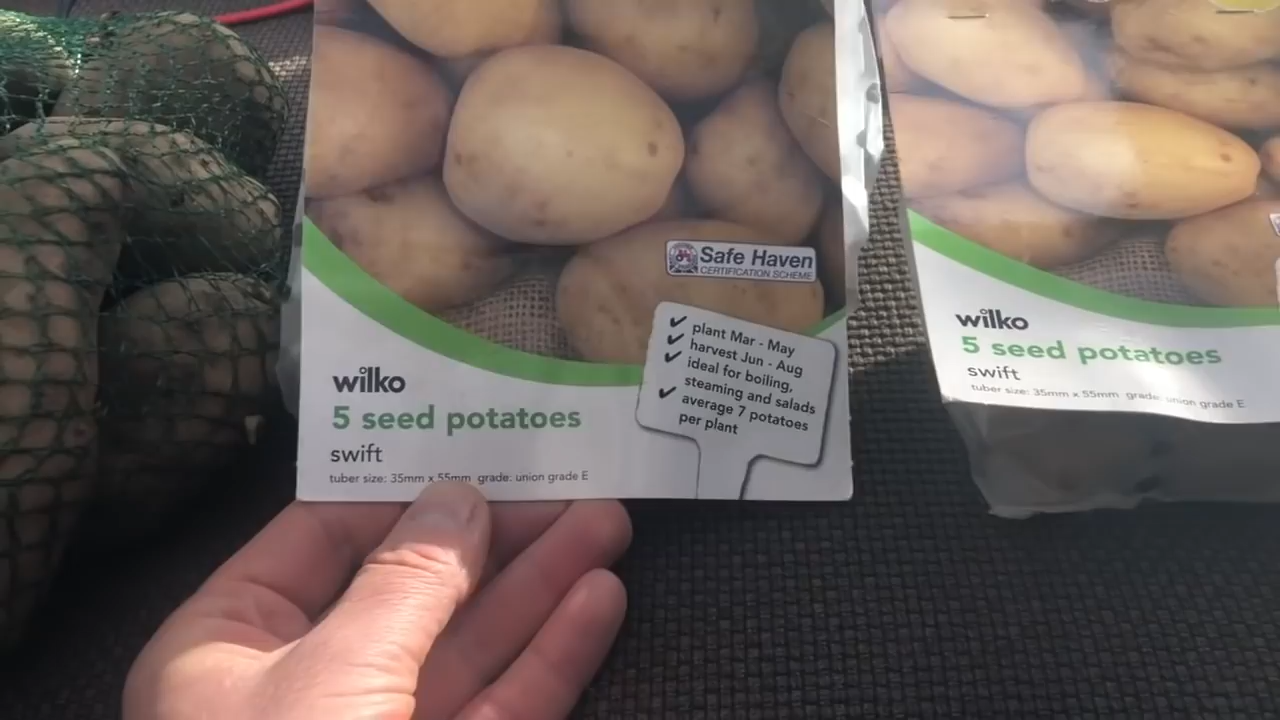 Safe Haven
CERTIFICATION SCHEME
plant Mar - May
harvest Jun - Aug
ideal for boiling,
steaming and salads
average 7 potatoes
per plant
wilko
5 seed potatoes
swift
tuber size: 35mm x 55mm grade: union grade E
wilko
5 seed potatoes
swift
tuber size: 35mm x 55mm grade: union grade E